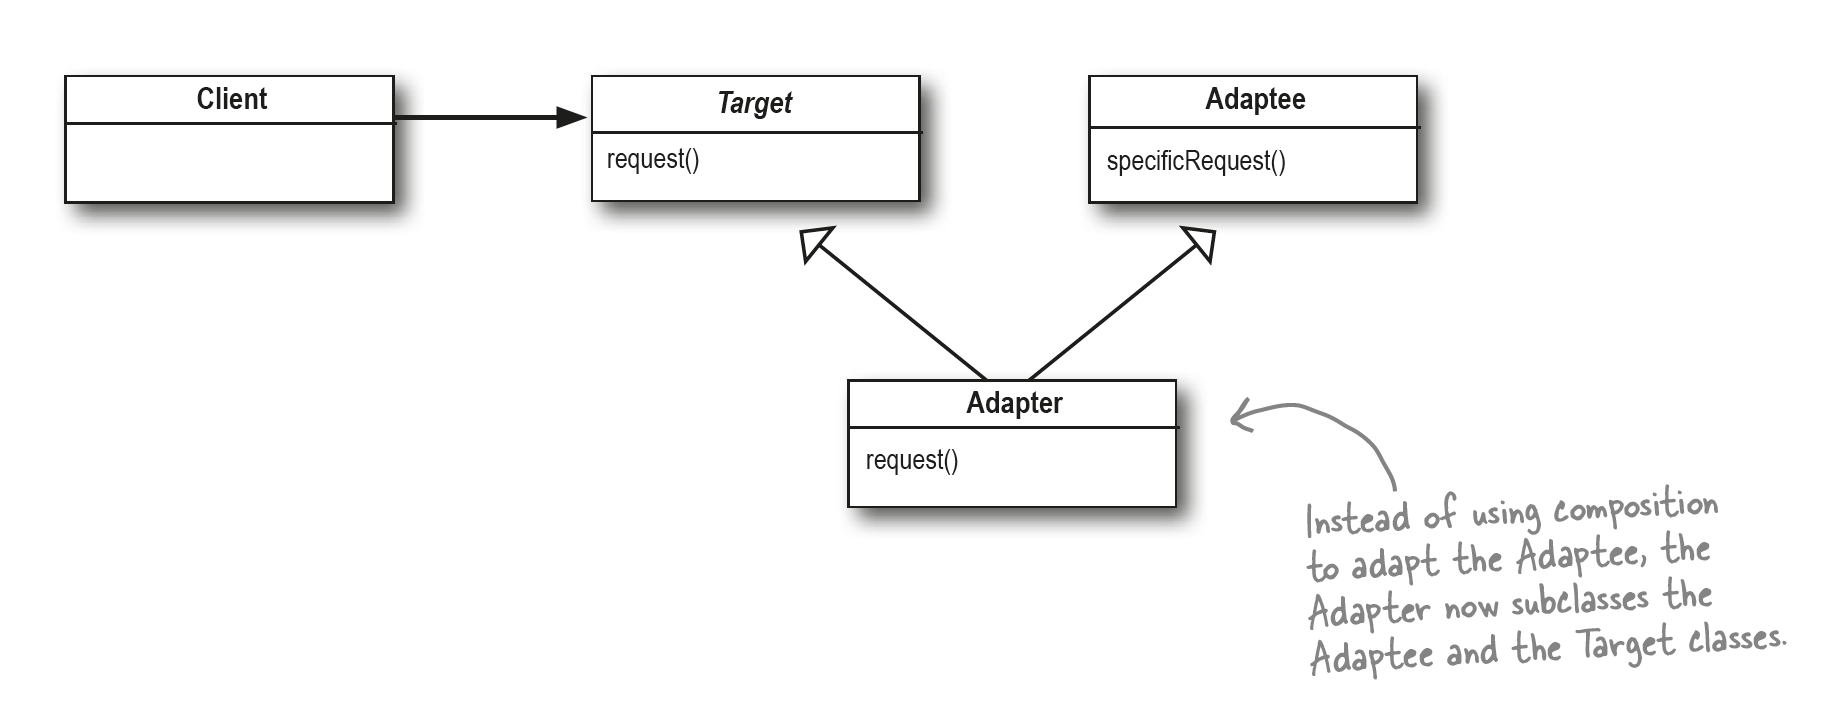 Client
Target
request()
Adaptee
specificRequest()
Adapter
request()
Instead of using composition
to adapt the Adaptee, the
Adapter now subclasses the
Adaptee and the Target classes.